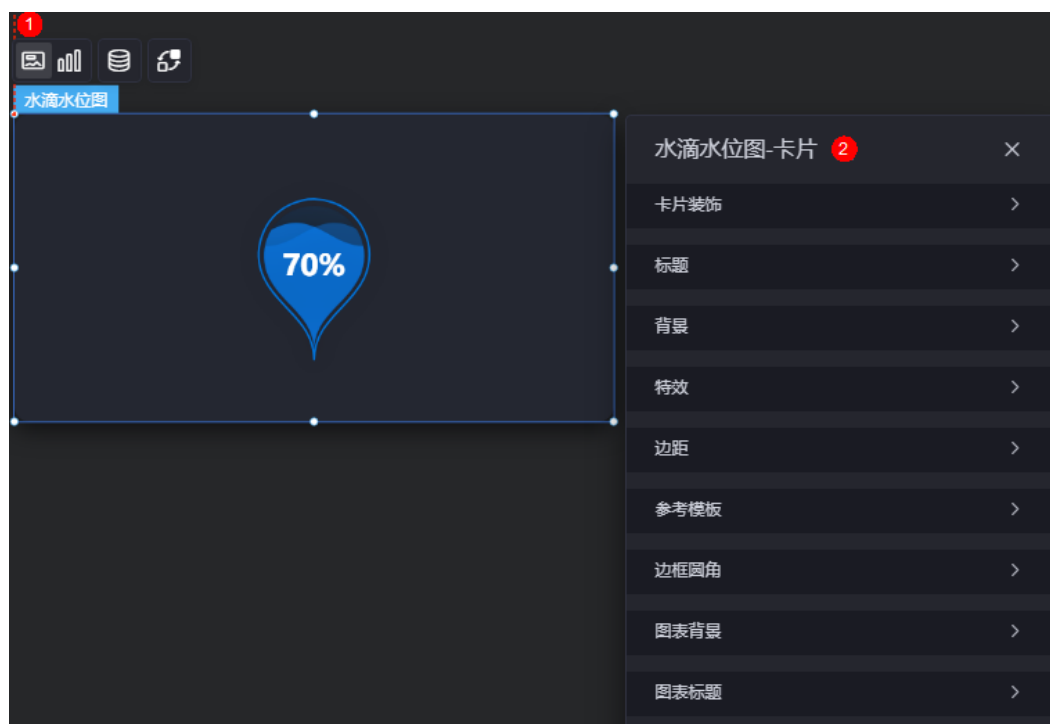 1
水滴水位图
水滴水位图-卡片 2
卡片装饰
标题
70%
背景
特效
边距
参考模板
边框圆角
图表背景
图表标题